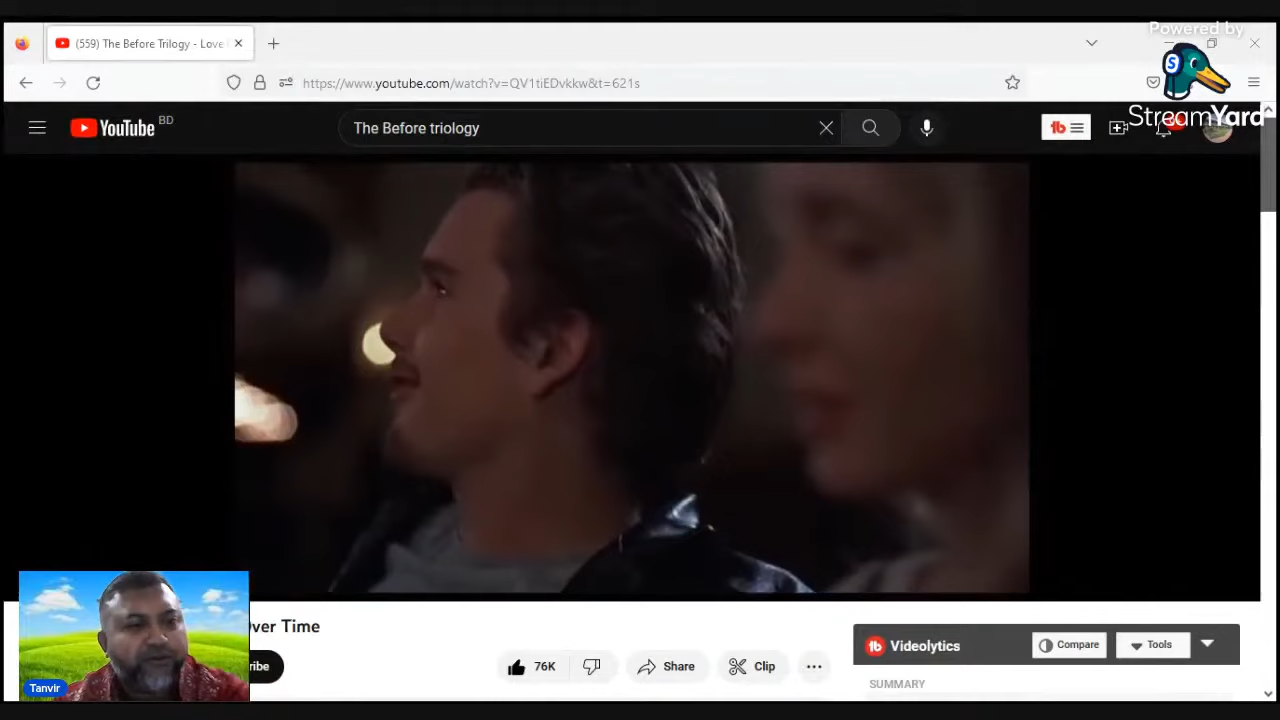 Powered by
StreamYard
(559) The Before Trilogy - Love
https://www.youtube.com/watch?v=QV1tiEDvkkw&t=621s
YouTube BD
The Before triology
ver Time
ibe
76K
Share
Clip
Videolytics
Compare
Tools
SUMMARY
Tanvir